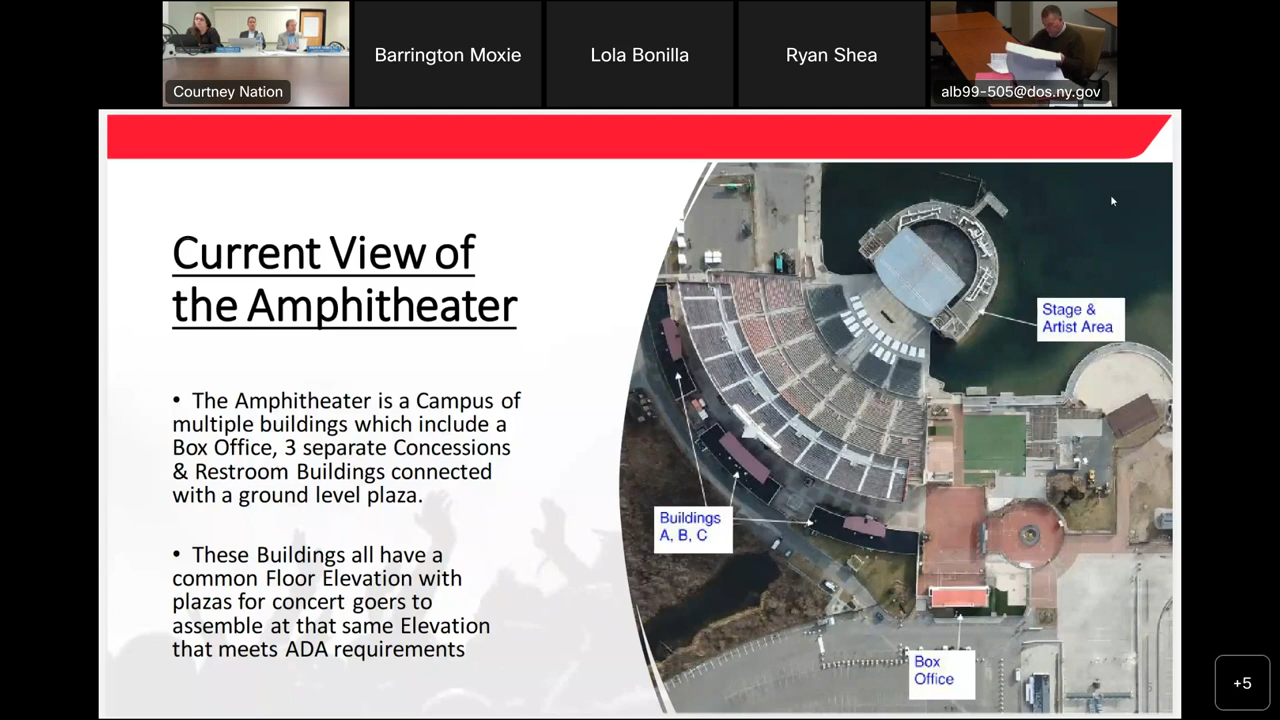 Courtney Nation
Barrington Moxie
Lola Bonilla
Ryan Shea
alb99-505@dos.ny.gov
Current View of
the Amphitheater
• The Amphitheater is a Campus of
multiple buildings which include a
Box Office, 3 separate Concessions
& Restroom Buildings connected
with a ground level plaza.
• These Buildings all have a
common Floor Elevation with
plazas for concert goers to
assemble at that same Elevation
that meets ADA requirements
Stage &
Artist Area
Buildings
A, B, C
Box
Office
+5